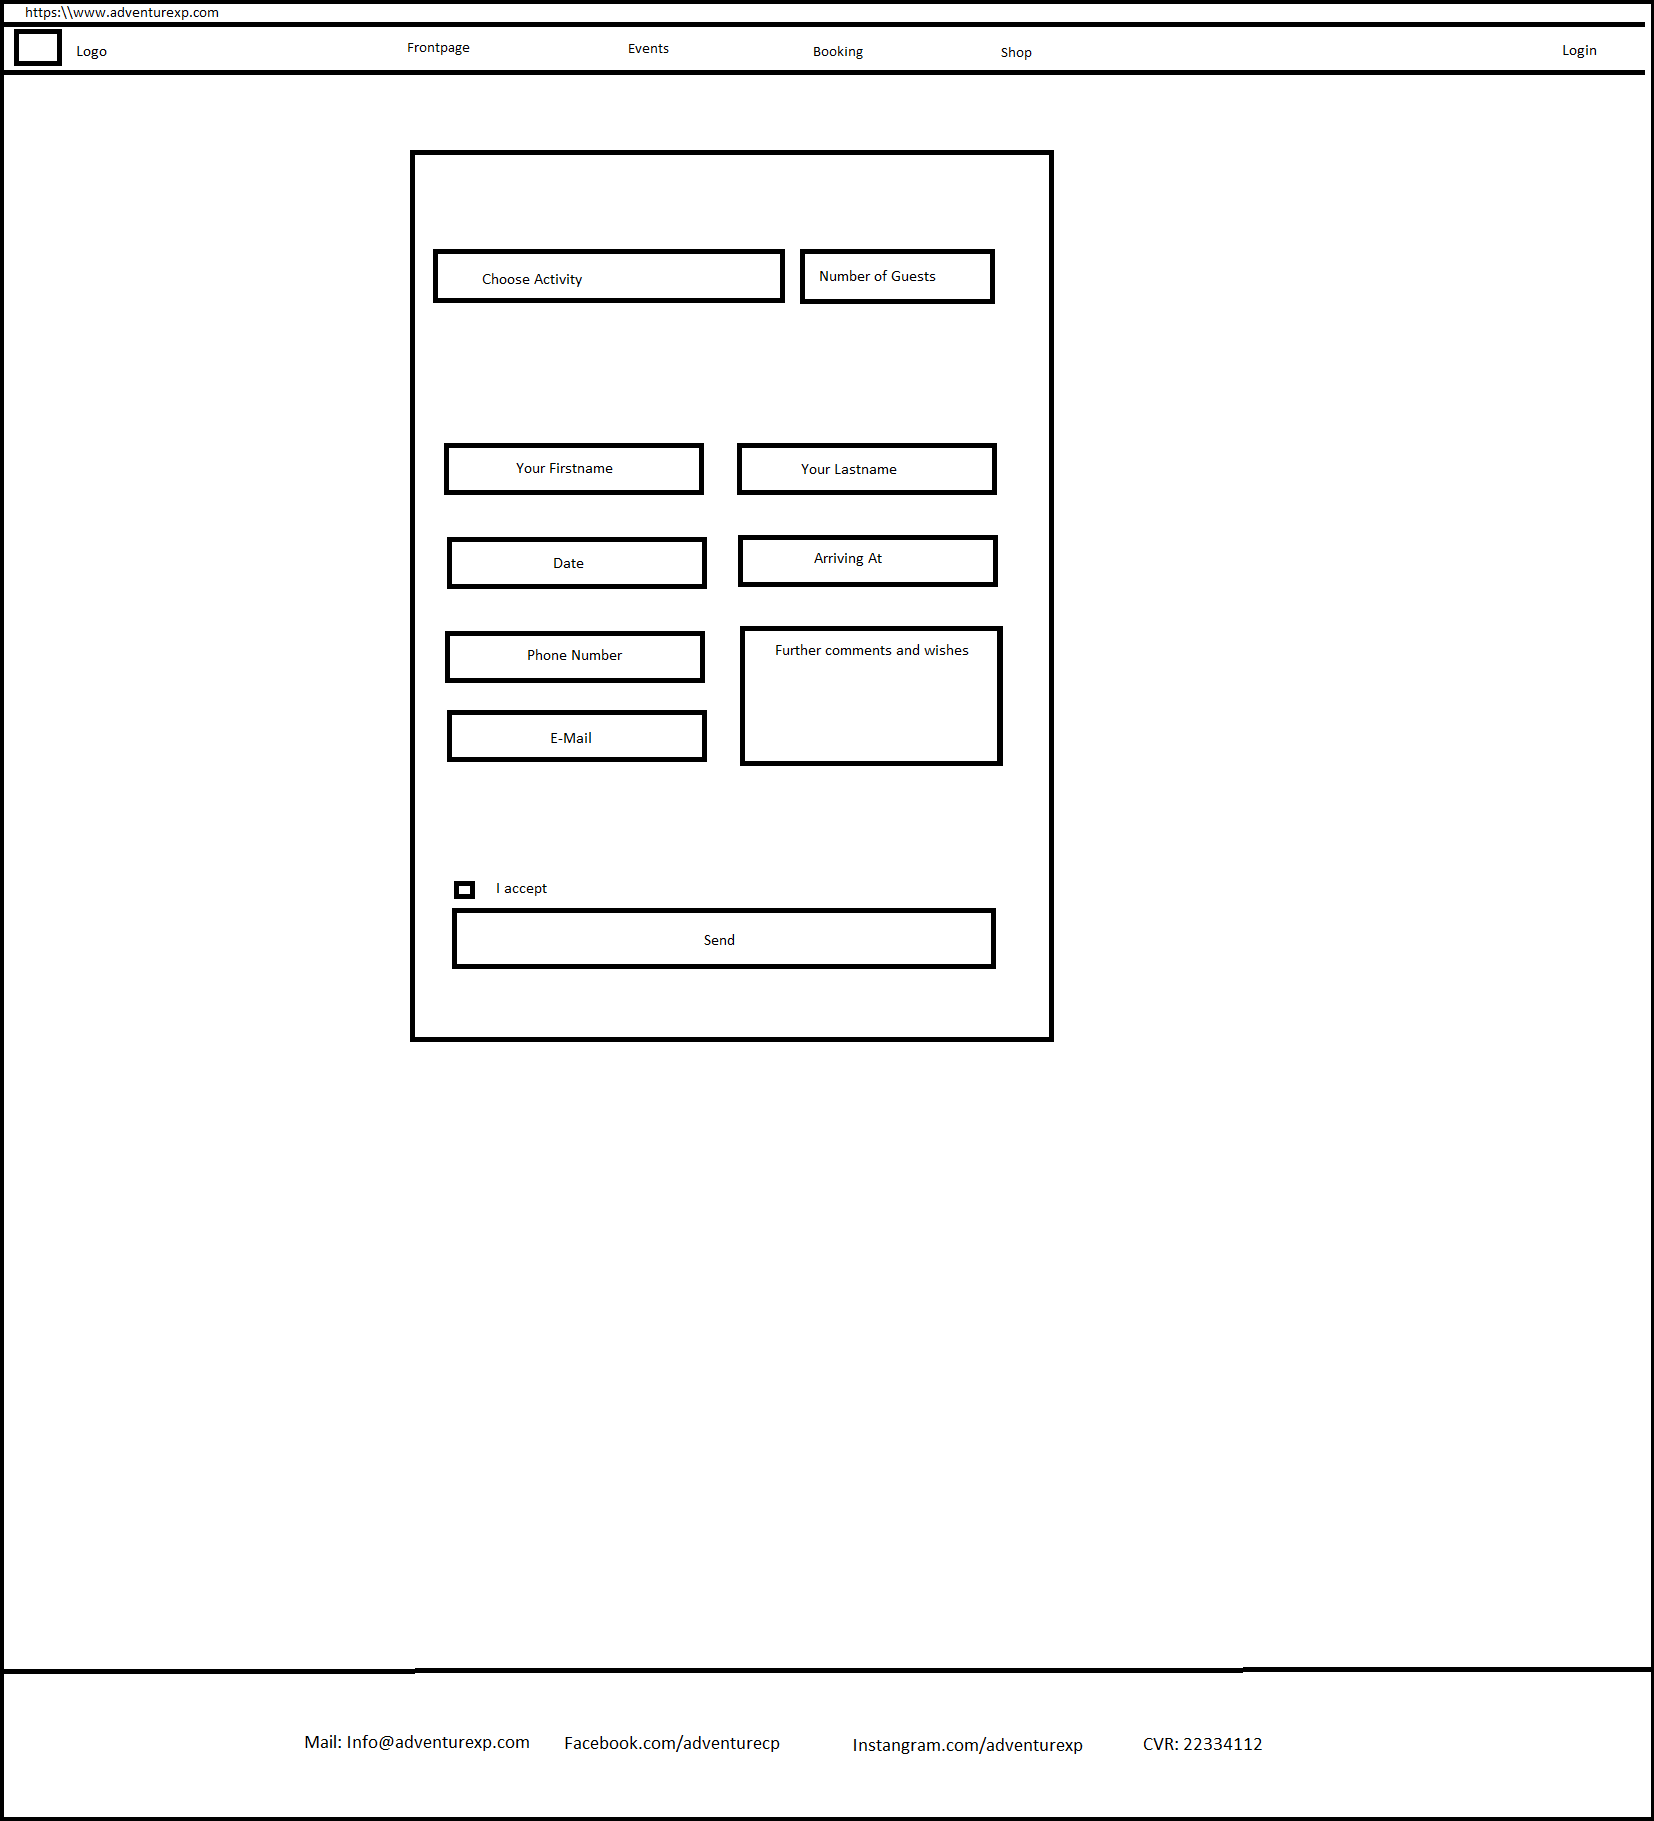 https:\\www.adventurexp.com
Logo
Frontpage
Events
Booking
Shop
Login
Choose Activity
Number of Guests
Your Firstname
Your Lastname
Date
Arriving At
Phone Number
Further comments and wishes
E-Mail
I accept
Send
Mail: Info@adventurexp.com
Facebook.com/adventurecp
Instangram.com/adventurexp
CVR: 22334112